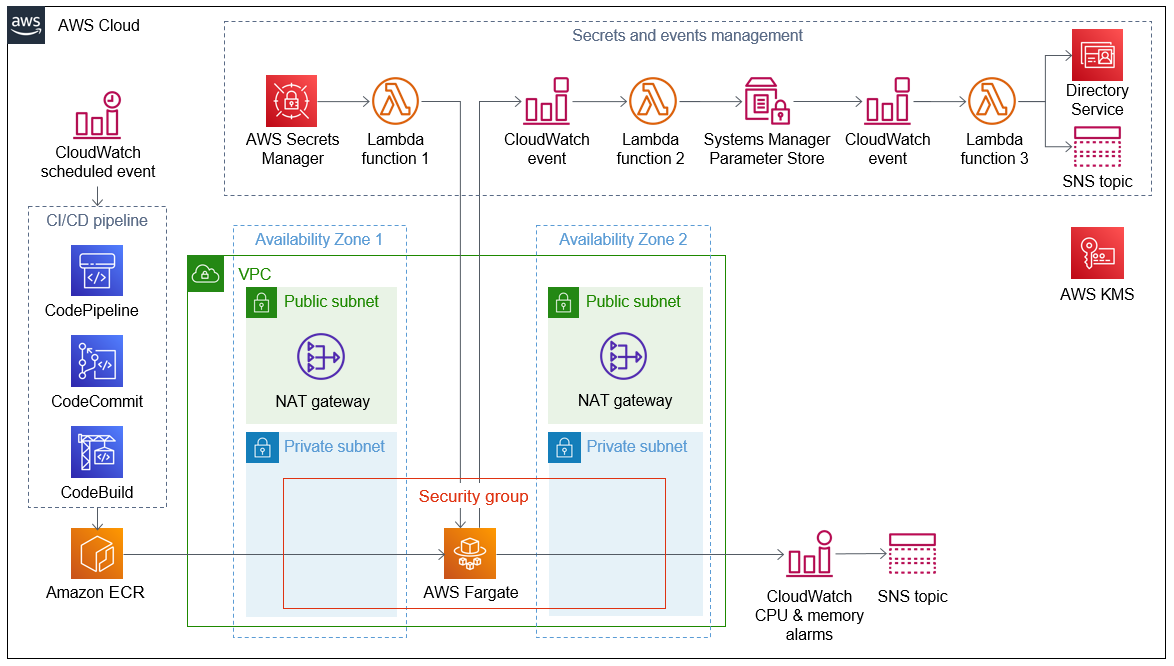 aws
AWS Cloud
Secrets and events management
AWS Secrets
Manager
Lambda
function 1
CloudWatch
event
Lambda
function 2
Systems Manager
Parameter Store
CloudWatch
event
Lambda
function 3
Directory
Service
SNS topic
CloudWatch
scheduled event
CI/CD pipeline
CodePipeline
CodeCommit
CodeBuild
Amazon ECR
Availability Zone 1
Availability Zone 2
VPC
Public subnet
NAT gateway
Public subnet
NAT gateway
Private subnet
Private subnet
Security group
AWS Fargate
AWS KMS
CloudWatch
CPU & memory
alarms
SNS topic